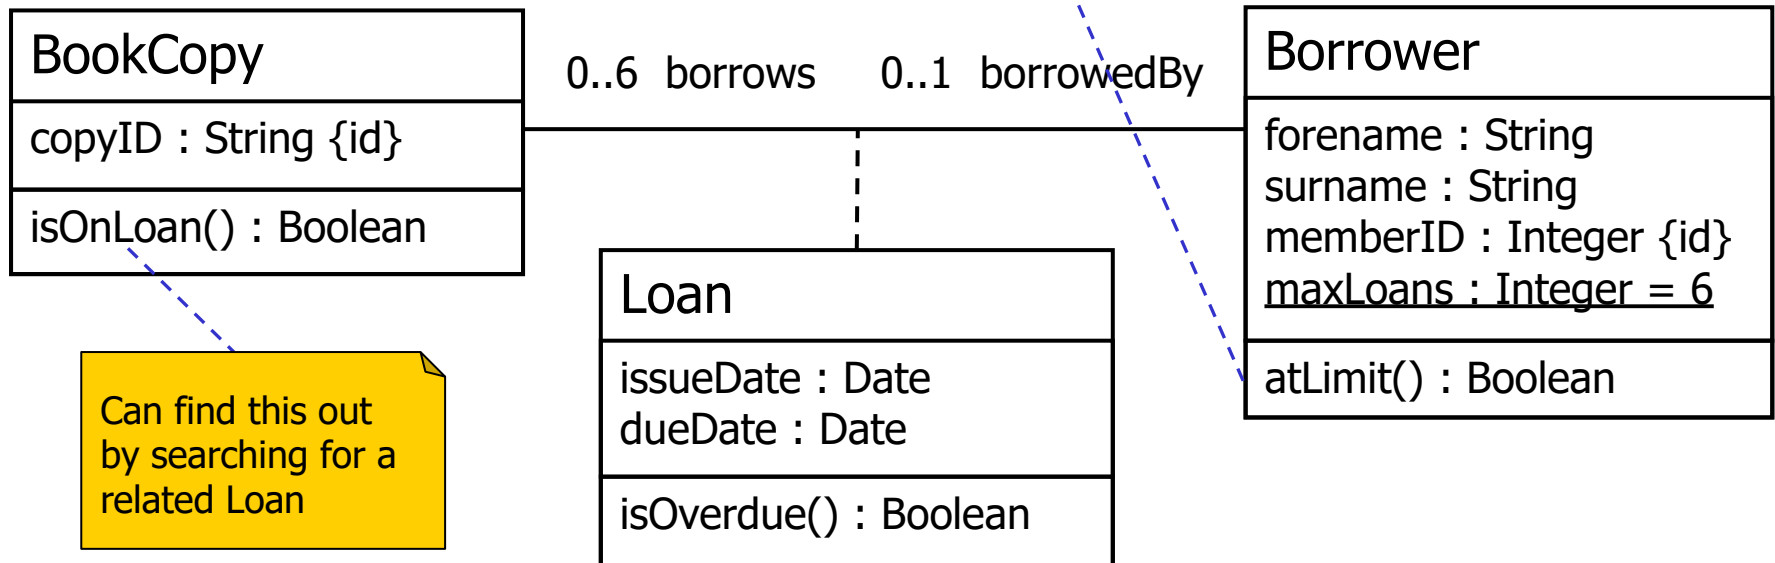 BookCopy
copyID : String {id}
isOnLoan() : Boolean
0..6 borrows
0..1 borrowedBy
Borrower
forename : String
surname : String
memberID : Integer {id}
maxLoans : Integer = 6
atLimit() : Boolean
Loan
issueDate : Date
dueDate : Date
isOverdue() : Boolean
Can find this out
by searching for a
related Loan